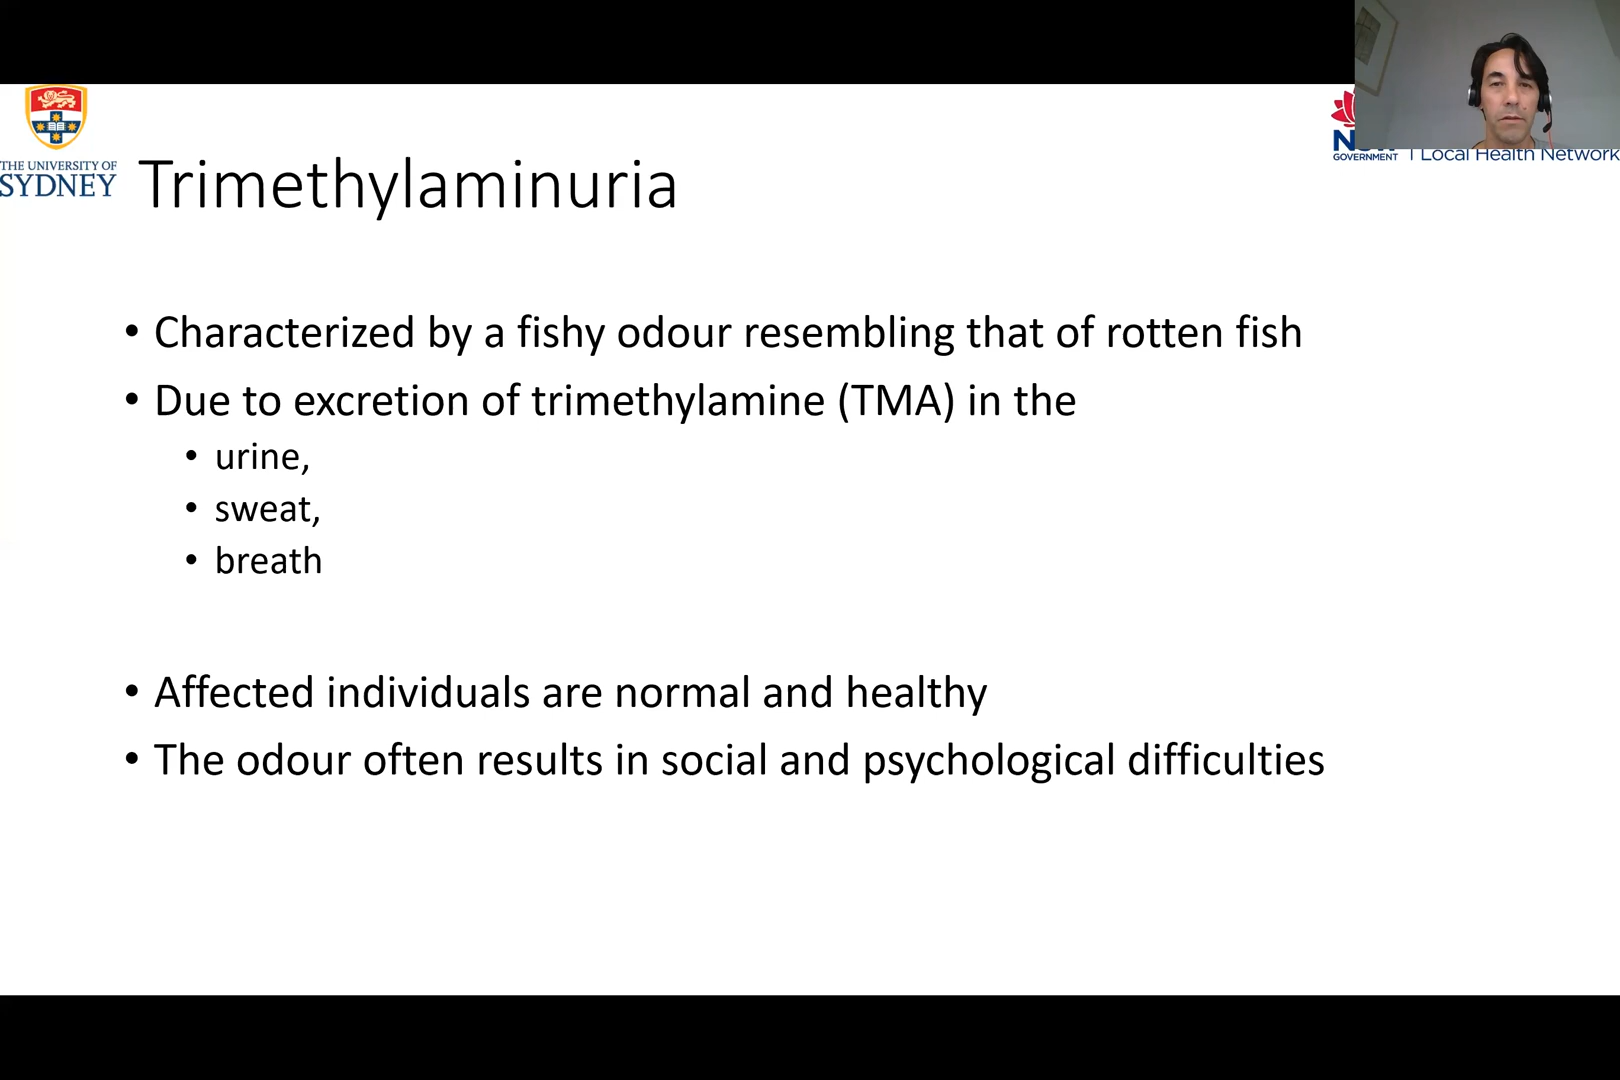 THE UNIVERSITY OF
SYDNEY
GOVERNMENT
Local Health Network
Trimethylaminuria
• Characterized by a fishy odour resembling that of rotten fish
• Due to excretion of trimethylamine (TMA) in the
• urine,
• sweat,
• breath
• Affected individuals are normal and healthy
• The odour often results in social and psychological difficulties